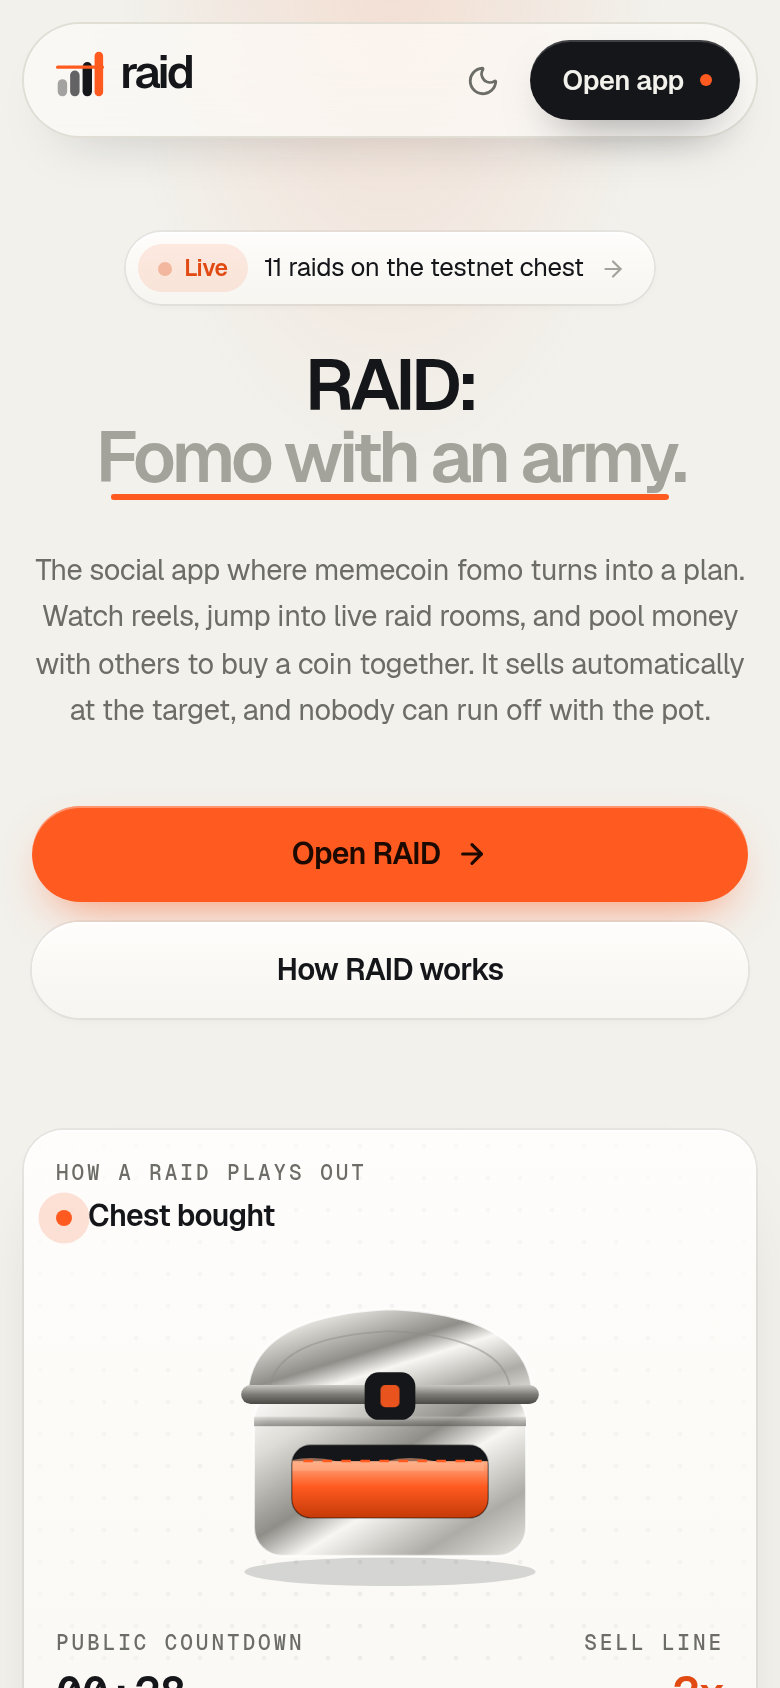 raid
Open app
Live 11 raids on the testnet chest →
RAID:
Fomo with an army.
The social app where memecoin fomo turns into a plan.
Watch reels, jump into live raid rooms, and pool money
with others to buy a coin together. It sells automatically
at the target, and nobody can run off with the pot.
Open RAID →
How RAID works
HOW A RAID PLAYS OUT
Chest bought
PUBLIC COUNTDOWN SELL LINE